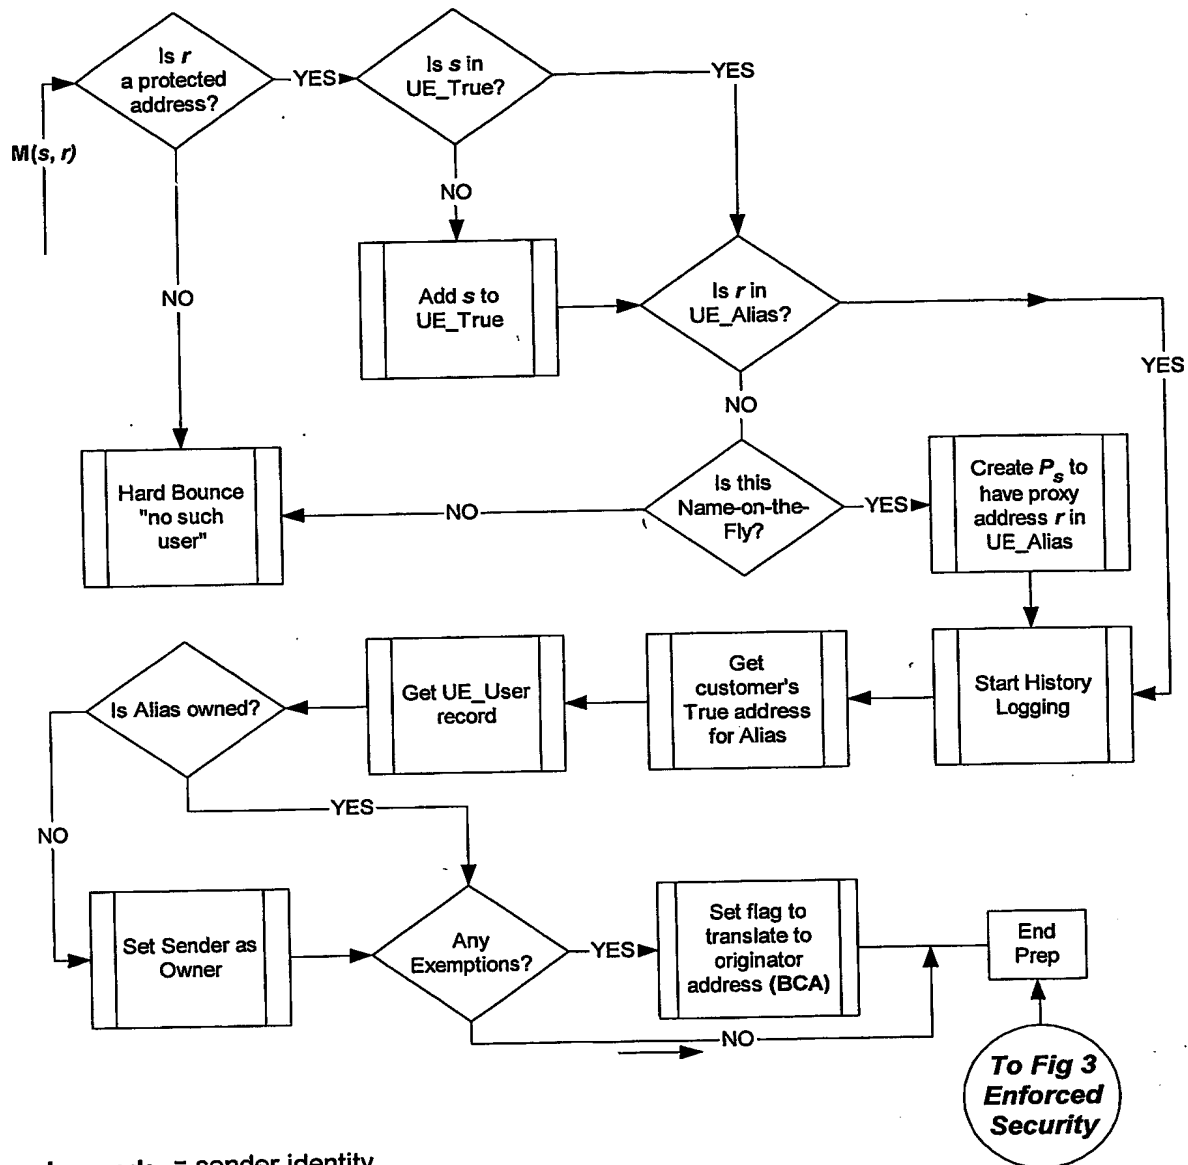 Is r
a protected
address?
YES
Is s in
UE_True?
YES
M(s, r)
NO
NO
Add s to
UE_True
Is r in
UE_Alias?
YES
NO
Hard Bounce
"no such
user"
NO
Is this
Name-on-the-
Fly?
YES
Create Ps to
have proxy
address r in
UE_Alias
Is Alias owned?
Get UE_User
record
Get
customer's
True address
for Alias
Start History
Logging
YES
NO
Set Sender as
Owner
Any
Exemptions?
YES
Set flag to
translate to
originator
address (BCA)
End
Prep
NO
To Fig 3
Enforced
Security
= sender identity